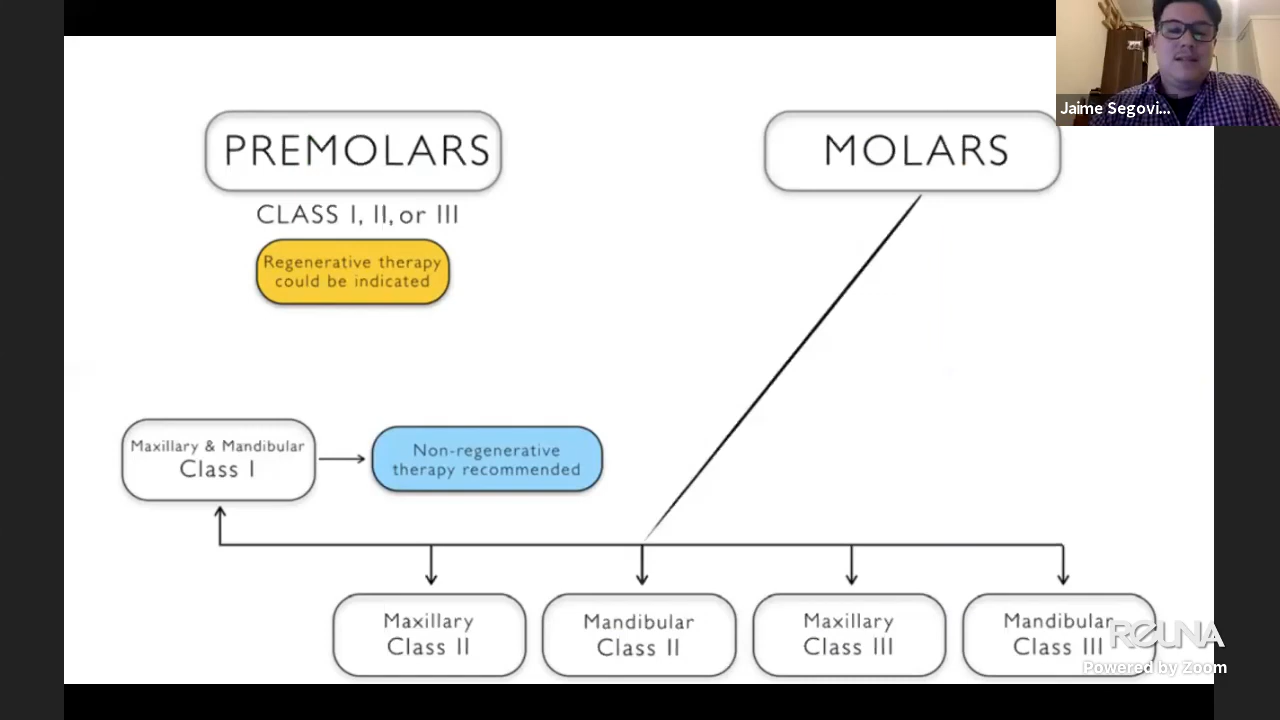 Jaime Segovi...
PREMOLARS
CLASS I, II, or III
Regenerative therapy
could be indicated
MOLARS
Maxillary & Mandibular
Class I
Non-regenerative
therapy recommended
Maxillary
Class II
Mandibular
Class II
Maxillary
Class III
Mandibular
Class III
REUNA
Powered by Zoom